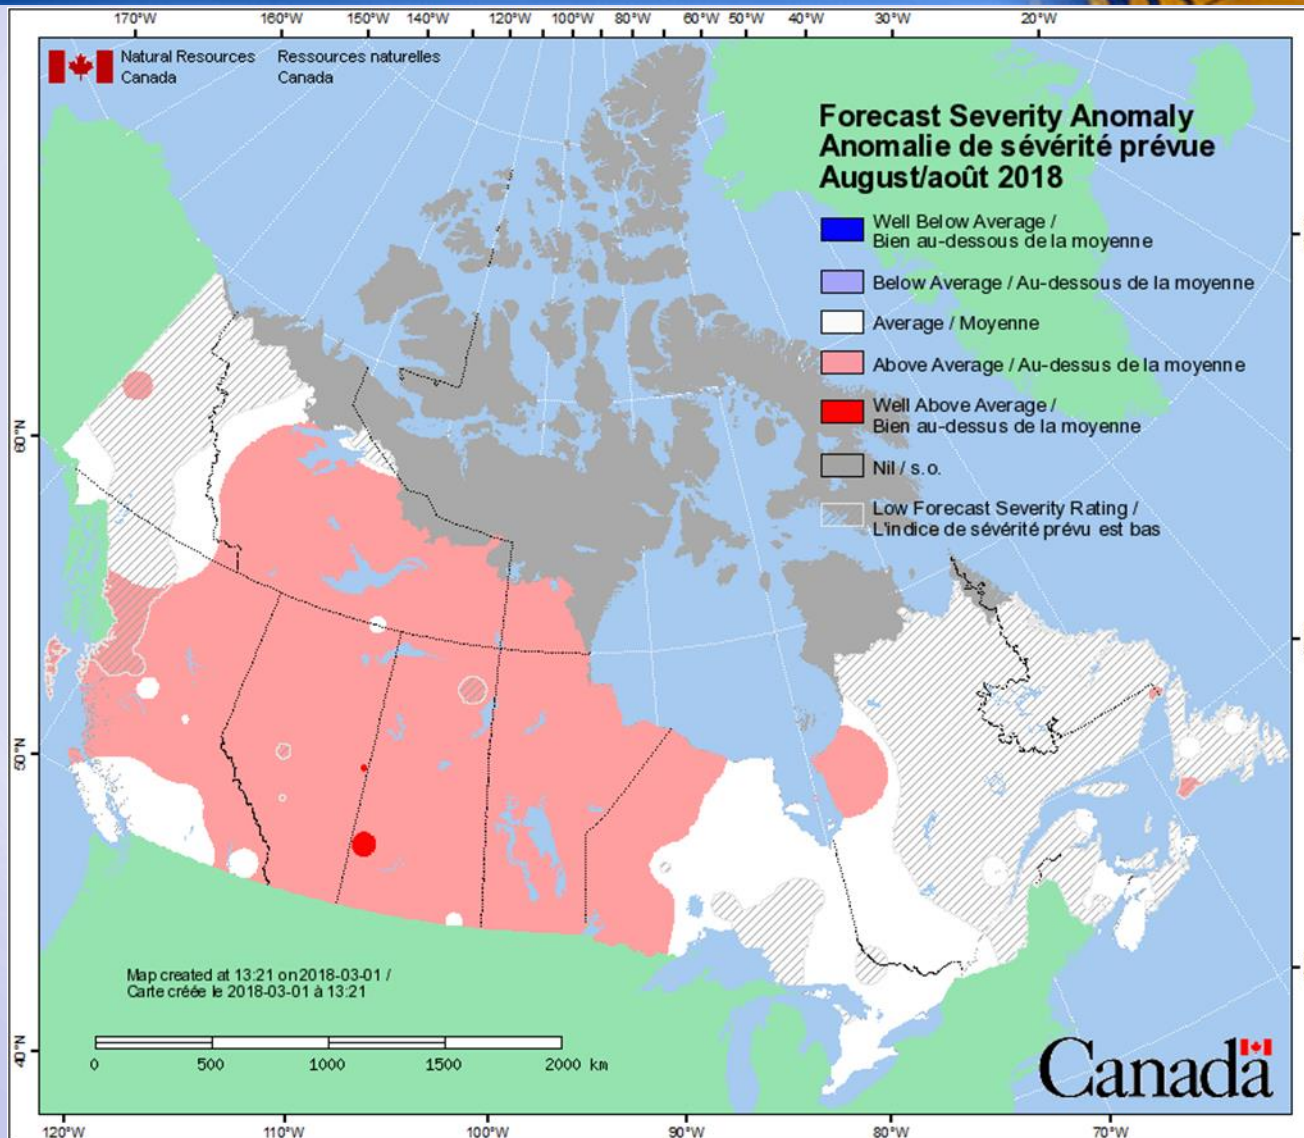 170°W 160°W 150°W 140°W 120°W 100°W 80°W 60°W 50°W 40°W 30°W 20°W
Natural Resources Ressources naturelles
Canada Canada
Forecast Severity Anomaly
Anomalie de sévérité prévue
August/août 2018
Well Below Average /
Bien au-dessous de la moyenne
Below Average / Au-dessous de la moyenne
Average / Moyenne
Above Average / Au-dessus de la moyenne
Well Above Average /
Bien au-dessus de la moyenne
Nil / s.o.
Low Forecast Severity Rating /
L'indice de sévérité prévu est bas
60°N
50°N
40°N
Map created at 13:21 on 2018-03-01 /
Carte créée le 2018-03-01 à 13:21
0 500 1000 1500 2000 km
Canada
120°W 110°W 100°W 90°W 80°W 70°W